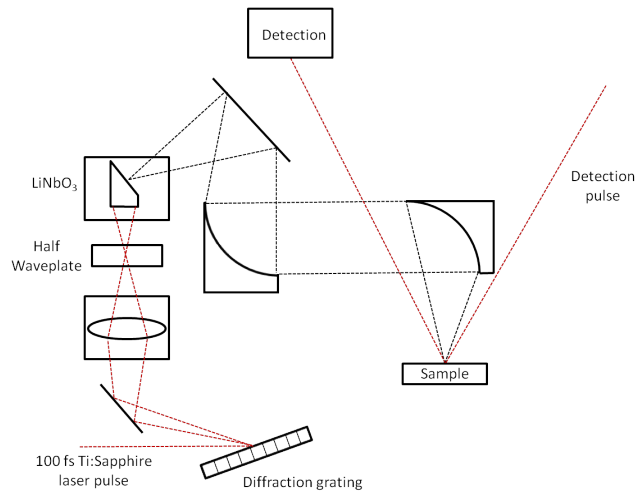 Detection
Detection
pulse
LiNbO₃
Half
Waveplate
Sample
100 fs Ti:Sapphire
laser pulse
Diffraction grating